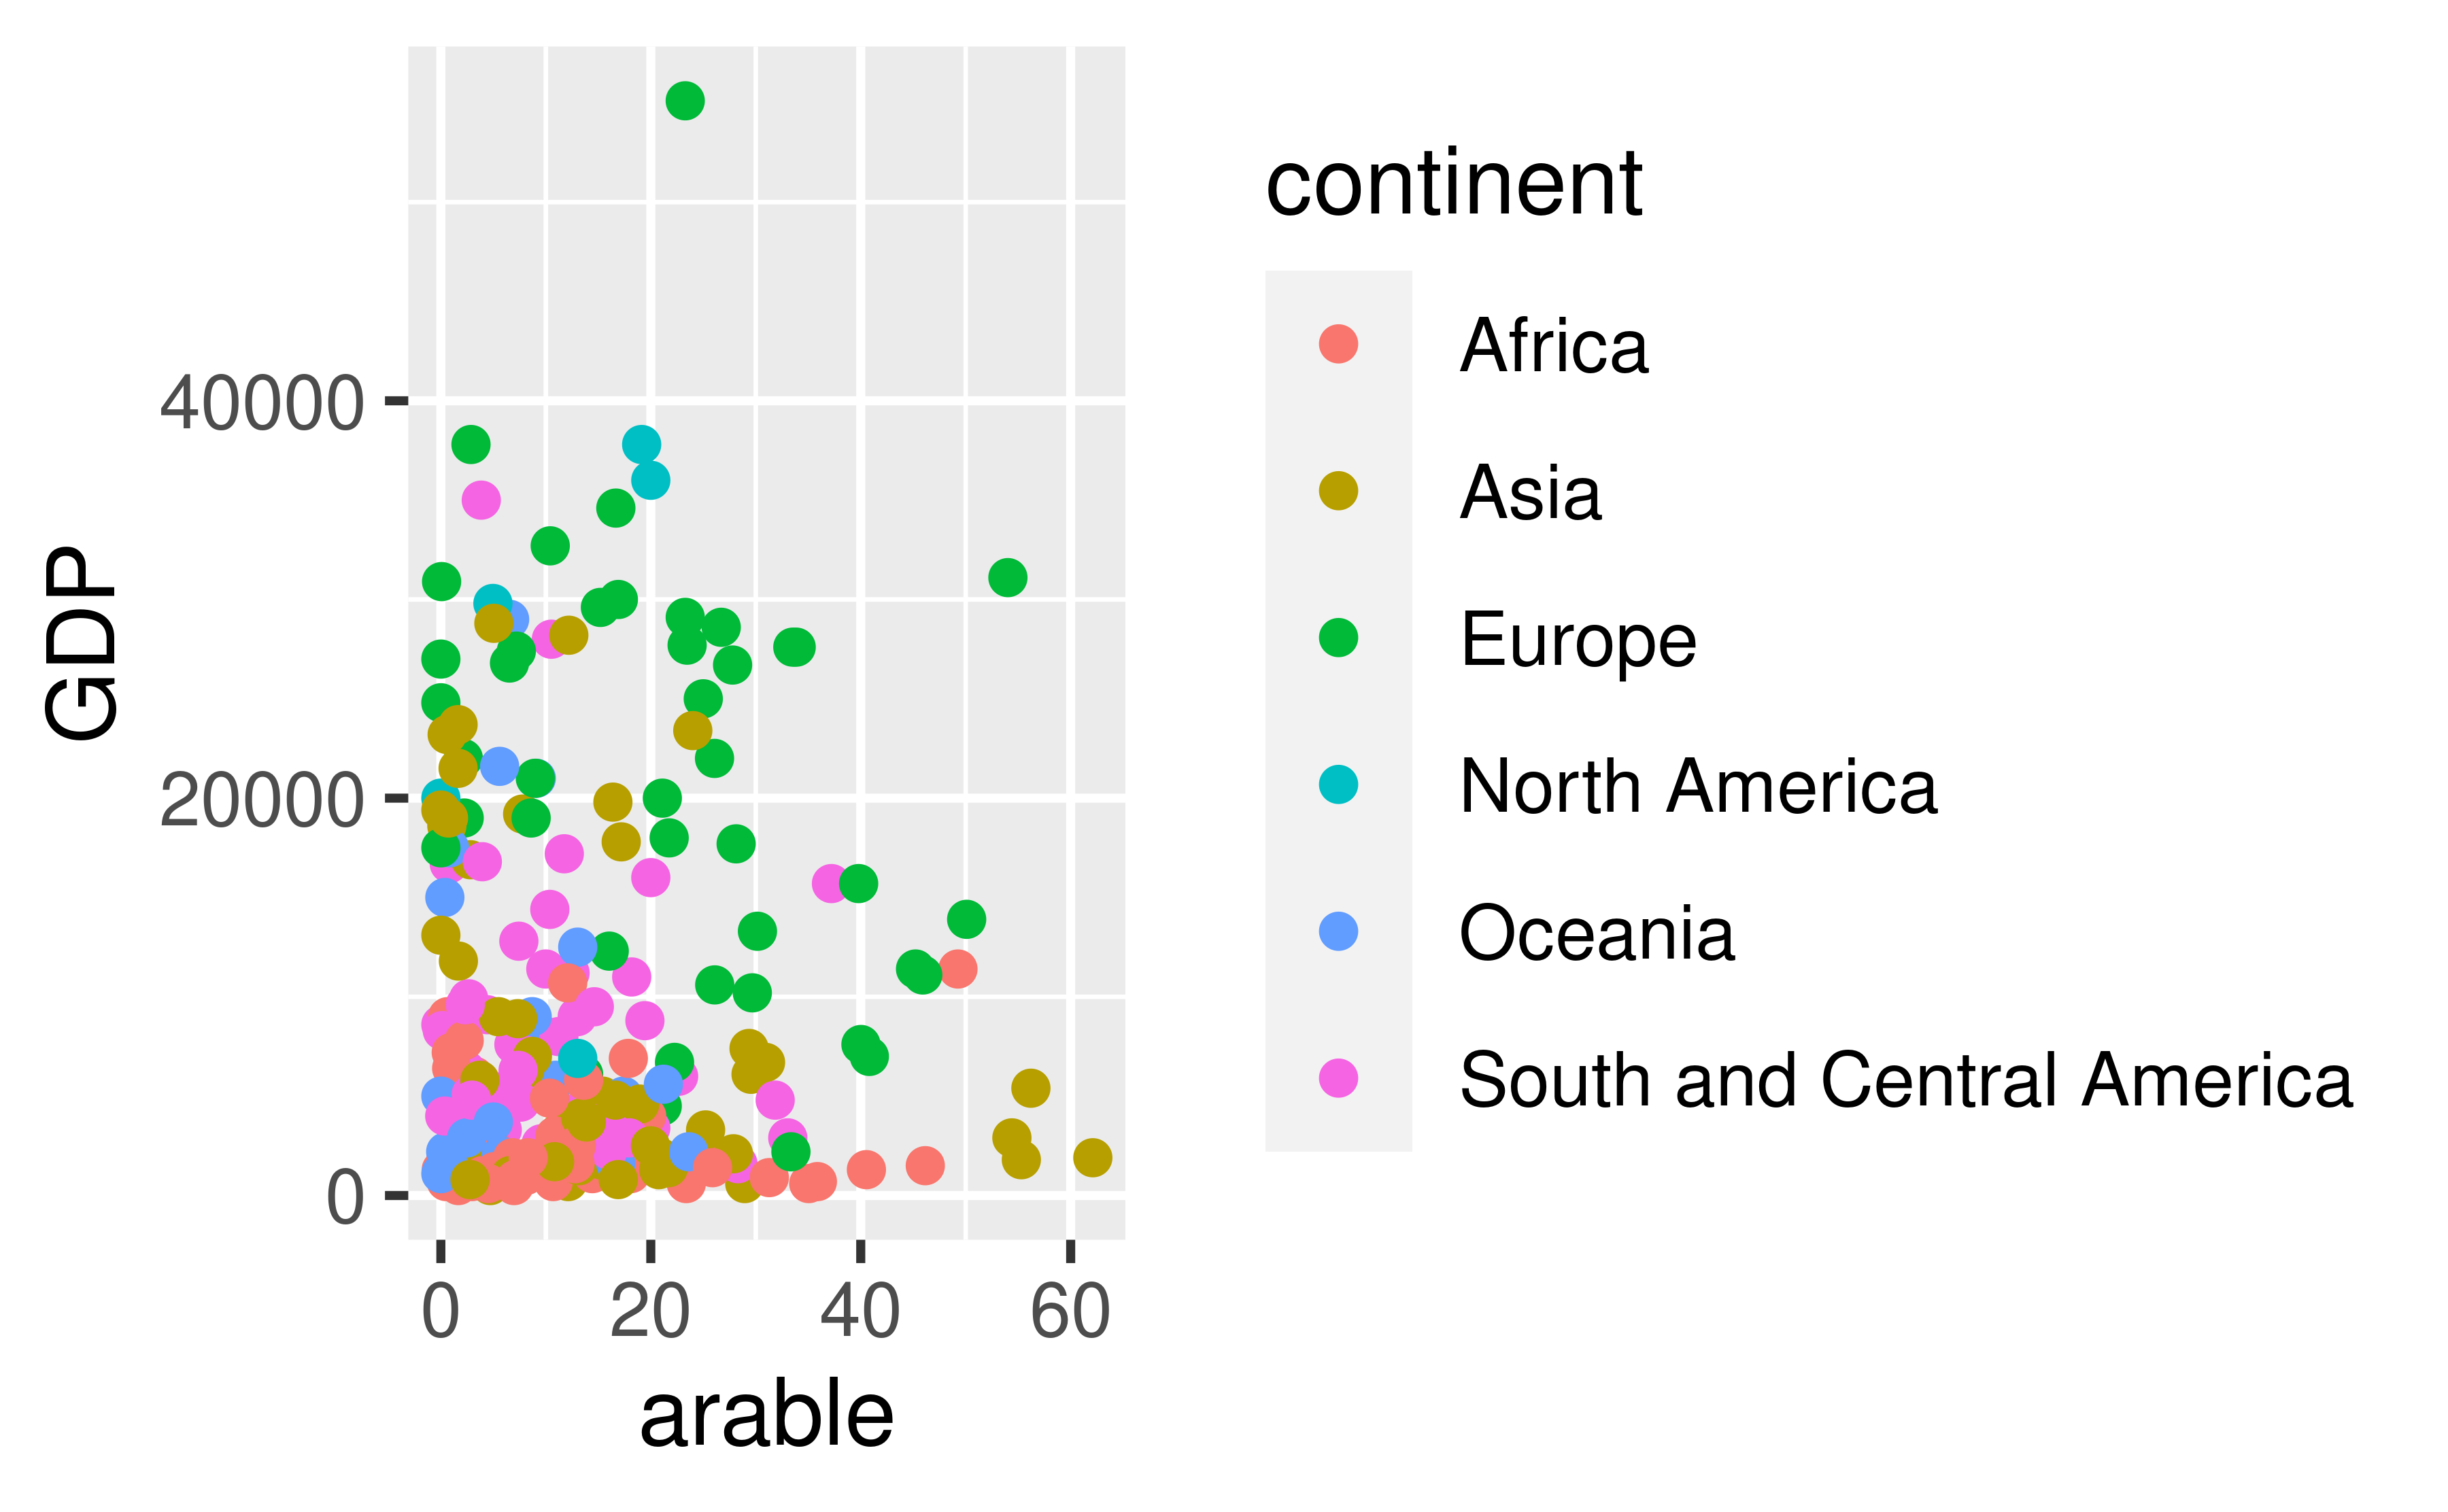 GDP
40000
20000
0
0 20 40 60
arable
continent
Africa
Asia
Europe
North America
Oceania
South and Central America